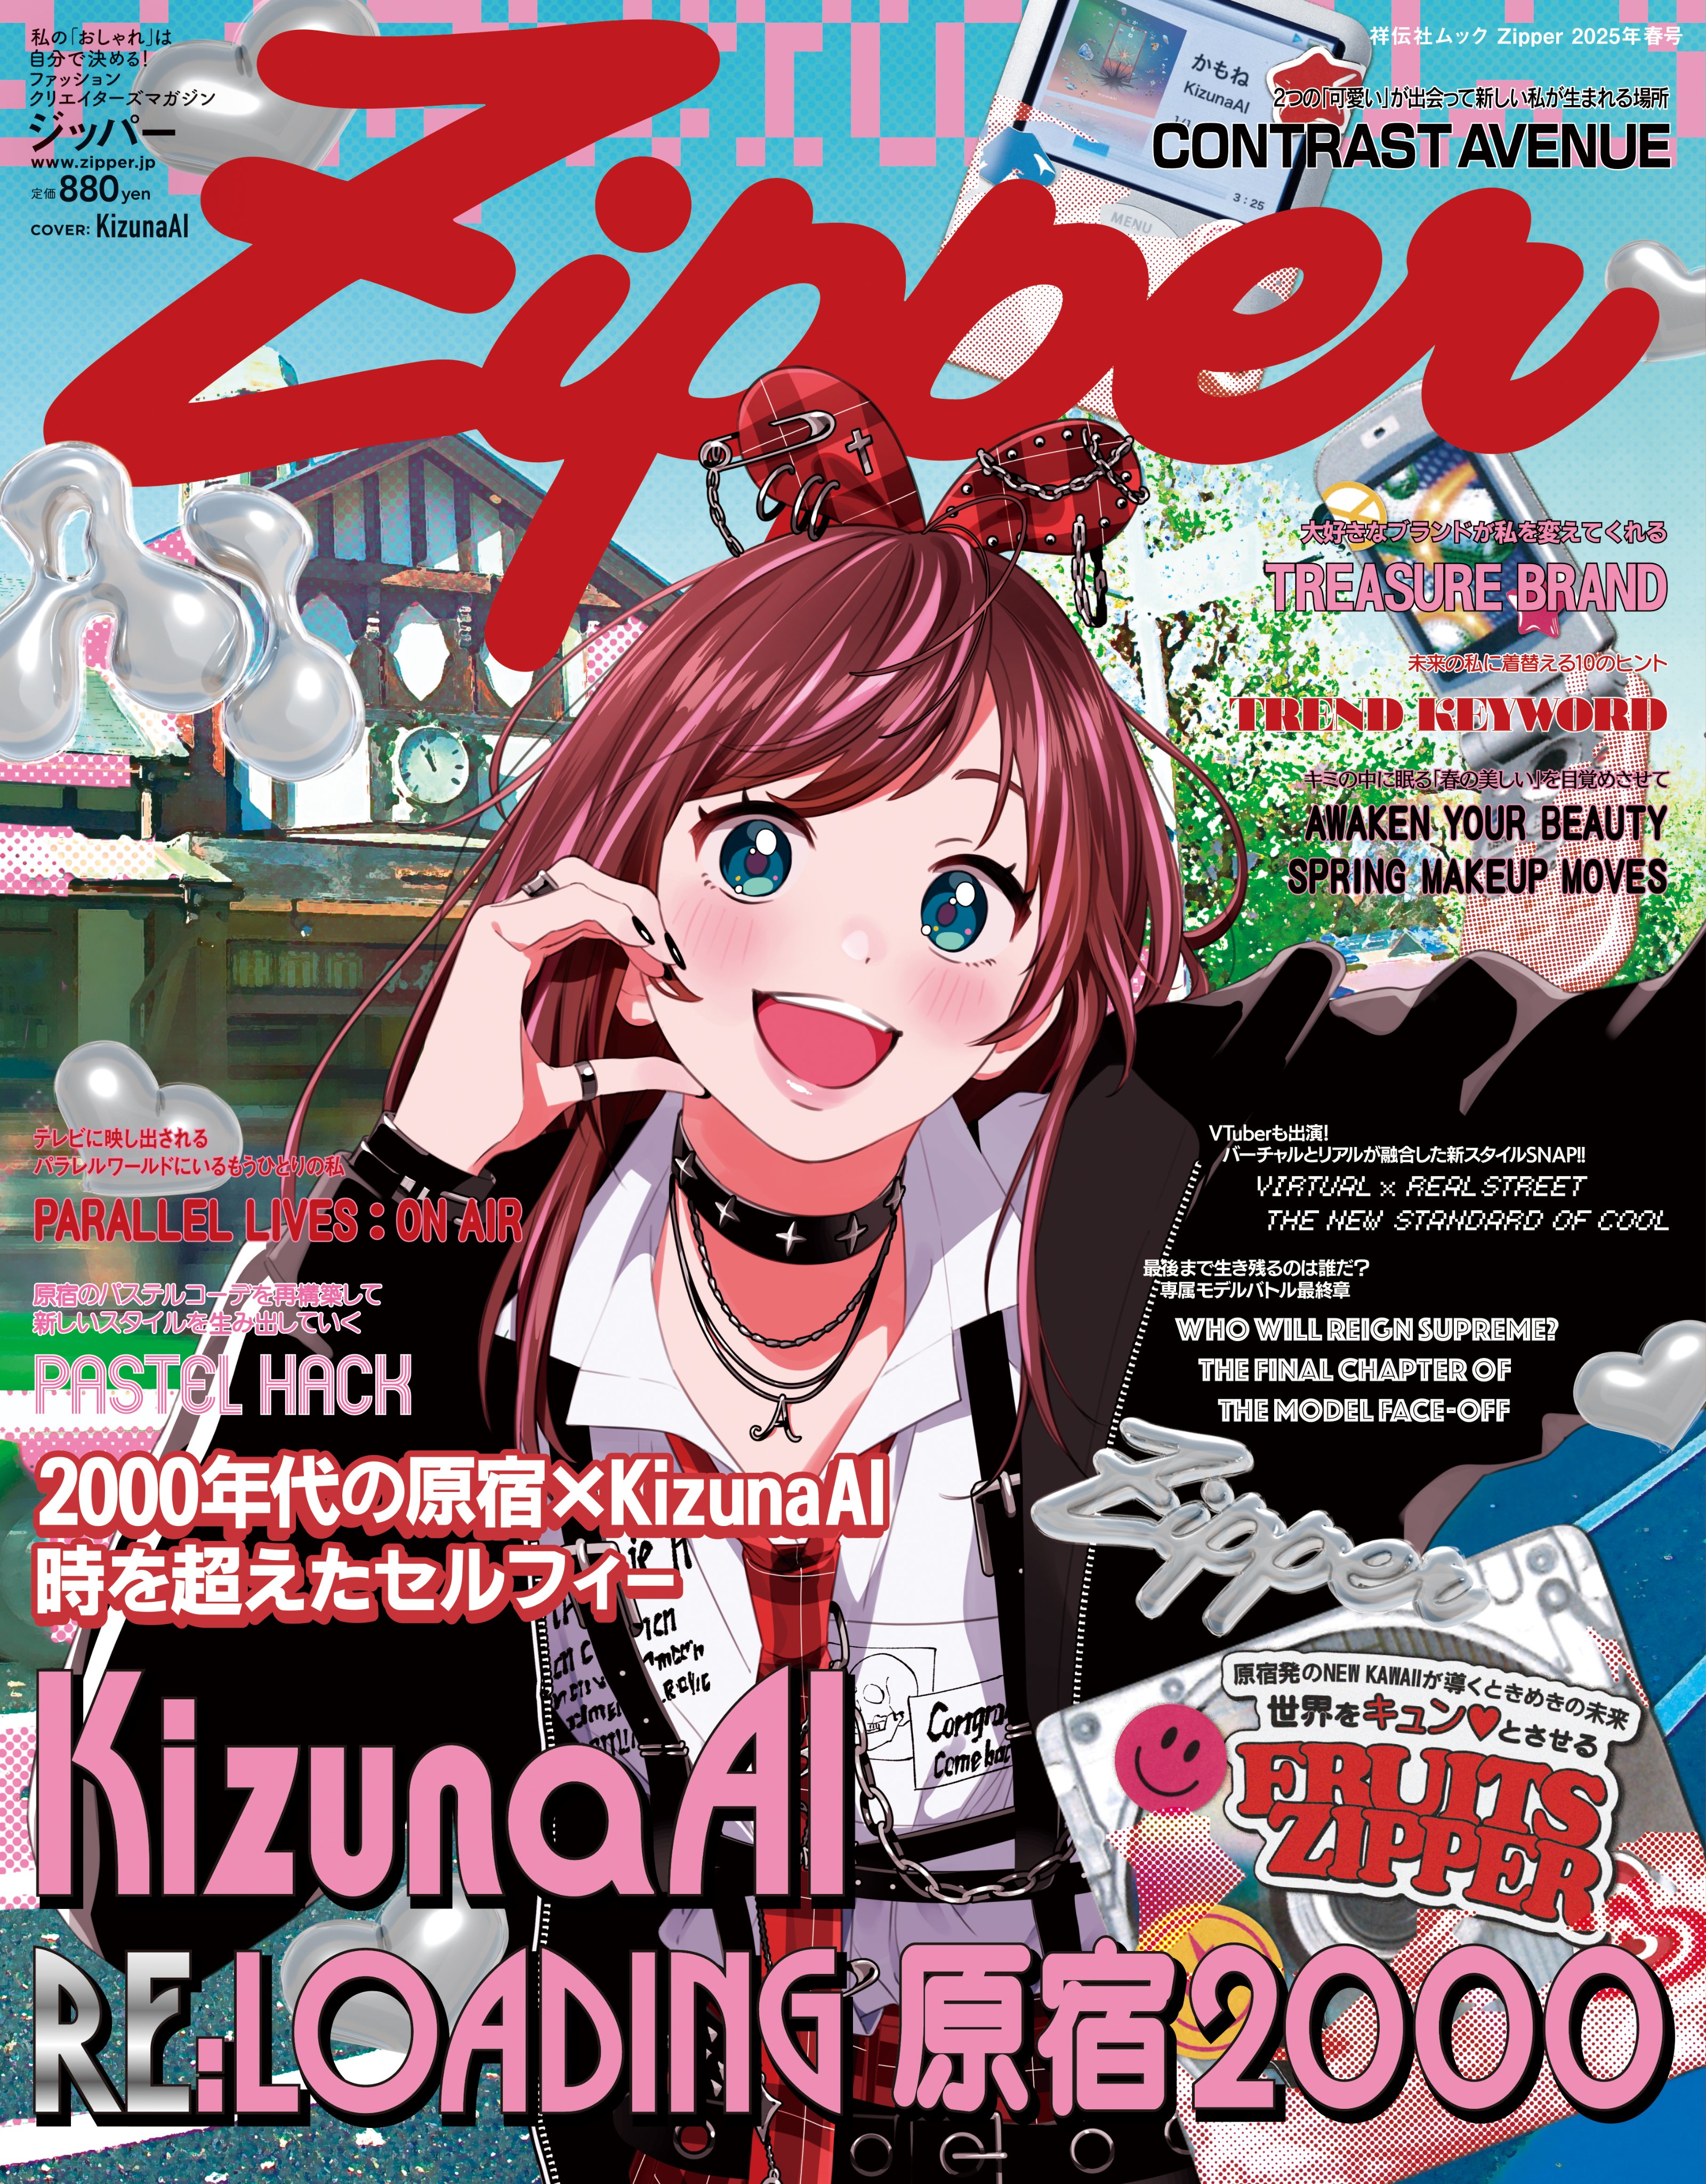 私の「おしゃれ」は
自分で決める!
ファッション
クリエイターズマガジン
ジッパー
www.zipper.jp
定価880yen
COVER: KizunaAI
Zipper
祥伝社ムック Zipper 2025年春号
かもね
KizunaAI
3:25
MENU
2つの「可愛い」が出会って新しい私が生まれる場所
CONTRAST AVENUE
大好きなブランドが私を変えてくれる
TREASURE BRAND
未来の私に着替える10のヒント
TREND KEYWORD
キミの中に眠る「春の美しい」を目覚めさせて
AWAKEN YOUR BEAUTY
SPRING MAKEUP MOVES
テレビに映し出される
パラレルワールドにいるもうひとりの私
PARALLEL LIVES:ON AIR
原宿のパステルコーデを再構築して
新しいスタイルを生み出していく
PASTEL HACK
VTuberも出演!
バーチャルとリアルが融合した新スタイルSNAP!!
VIRTUAL x REAL STREET
THE NEW STANDARD OF COOL
最後まで生き残るのは誰だ?
専属モデルバトル最終章
WHO WILL REIGN SUPREME?
THE FINAL CHAPTER OF
THE MODEL FACE-OFF
A
2000年代の原宿×KizunaAI
時を超えたセルフィー
Zipper
Congra
Come bac
原宿発のNEW KAWAIIが導くときめきの未来
世界をキュン♥とさせる
FRUITS
ZIPPER
KizunaAI
RE:LOADING 原宿2000